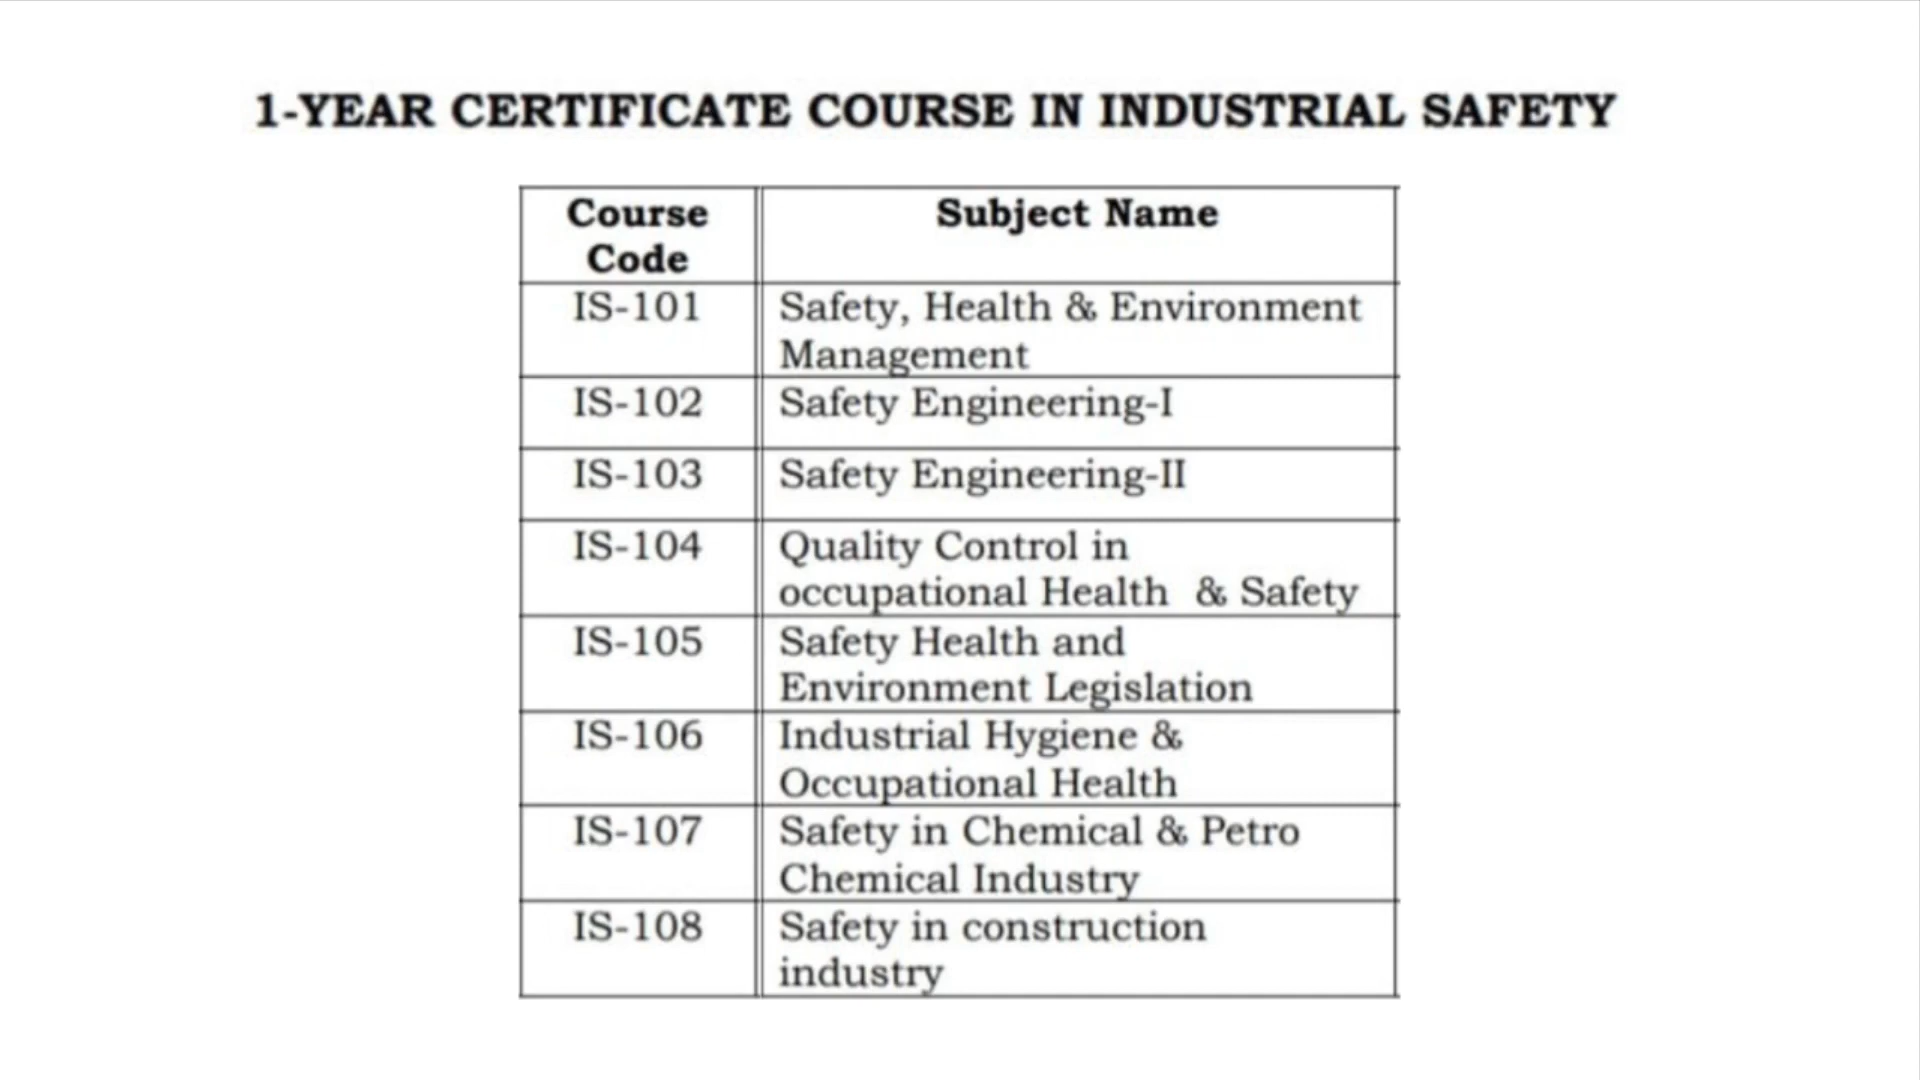 1-YEAR CERTIFICATE COURSE IN INDUSTRIAL SAFETY
Course Code
Subject Name
IS-101
Safety, Health & Environment
Management
IS-102
Safety Engineering-I
IS-103
Safety Engineering-II
IS-104
Quality Control in
occupational Health & Safety
IS-105
Safety Health and
Environment Legislation
IS-106
Industrial Hygiene &
Occupational Health
IS-107
Safety in Chemical & Petro
Chemical Industry
IS-108
Safety in construction
industry